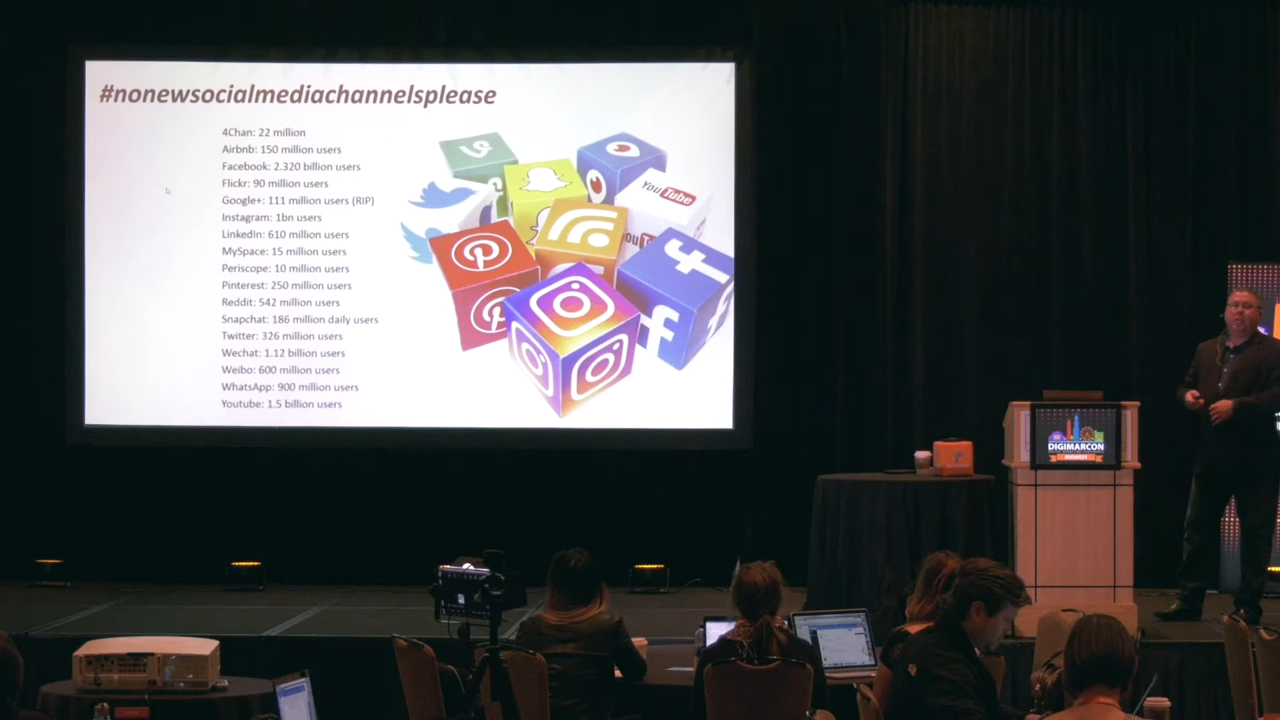 #nonewsocialmediachannelsplease
4Chan: 22 million
Airbnb: 150 million users
Facebook: 2.320 billion users
Flickr: 90 million users
Google+: 111 million users (RIP)
Instagram: 1bn users
LinkedIn: 610 million users
MySpace: 15 million users
Periscope: 10 million users
Pinterest: 250 million users
Reddit: 542 million users
Snapchat: 186 million daily users
Twitter: 326 million users
Wechat: 1.12 billion users
Weibo: 600 million users
WhatsApp: 900 million users
Youtube: 1.5 billion users
You Tube
DIGIMARCON
MIDWEST